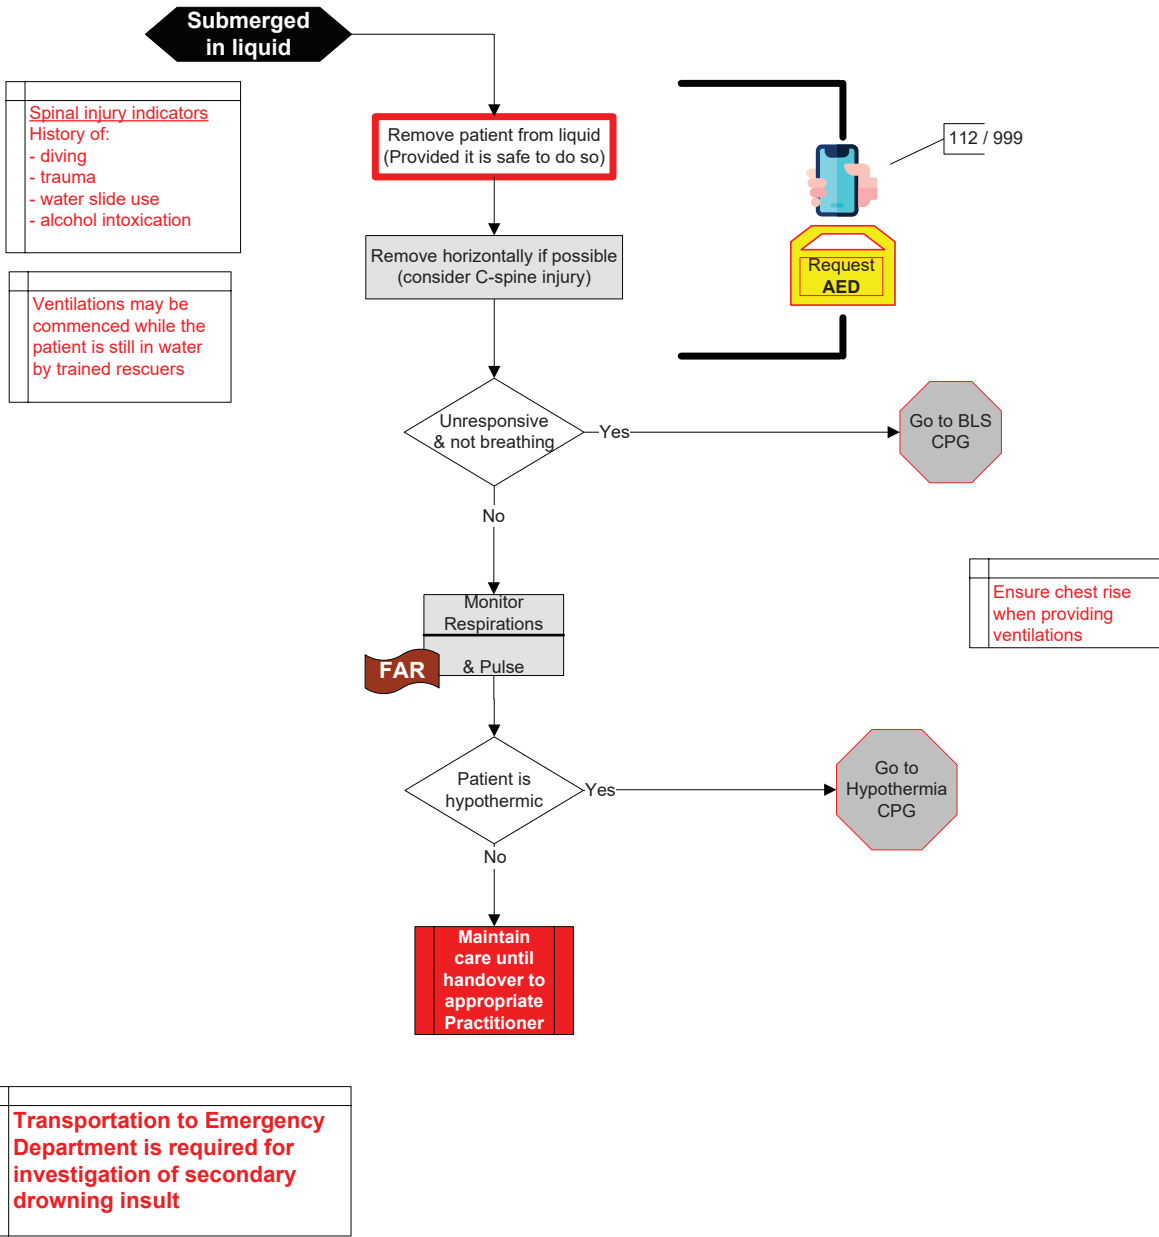 Submerged
in liquid
Spinal injury indicators
History of:
- diving
- trauma
- water slide use
- alcohol intoxication
Remove patient from liquid
(Provided it is safe to do so)
112 / 999
Remove horizontally if possible
(consider C-spine injury)
Request
AED
Ventilations may be
commenced while the
patient is still in water
by trained rescuers
Unresponsive
& not breathing
Yes
Go to BLS
CPG
No
Ensure chest rise
when providing
ventilations
Monitor
Respirations
& Pulse
FAR
Patient is
hypothermic
Yes
Go to
Hypothermia
CPG
No
Maintain
care until
handover to
appropriate
Practitioner
Transportation to Emergency
Department is required for
investigation of secondary
drowning insult